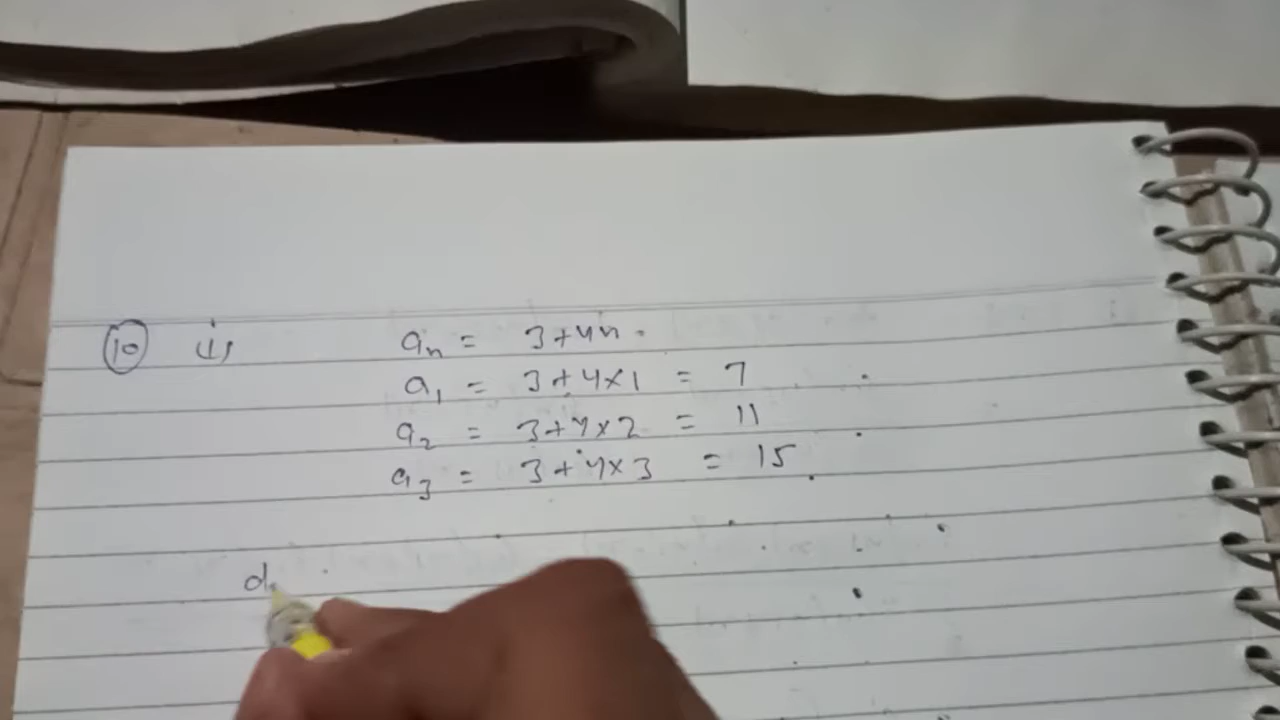 10 (i) aₙ = 3+4n.
a₁ = 3+4×1 = 7
a₂ = 3+4×2 = 11
a₃ = 3+4×3 = 15
d